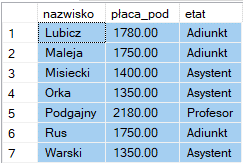 nazwisko płaca_pod etat
1 Lubicz 1780.00 Adiunkt
2 Maleja 1750.00 Adiunkt
3 Misiecki 1400.00 Asystent
4 Orka 1350.00 Asystent
5 Podgajny 2180.00 Profesor
6 Rus 1750.00 Adiunkt
7 Warski 1350.00 Asystent